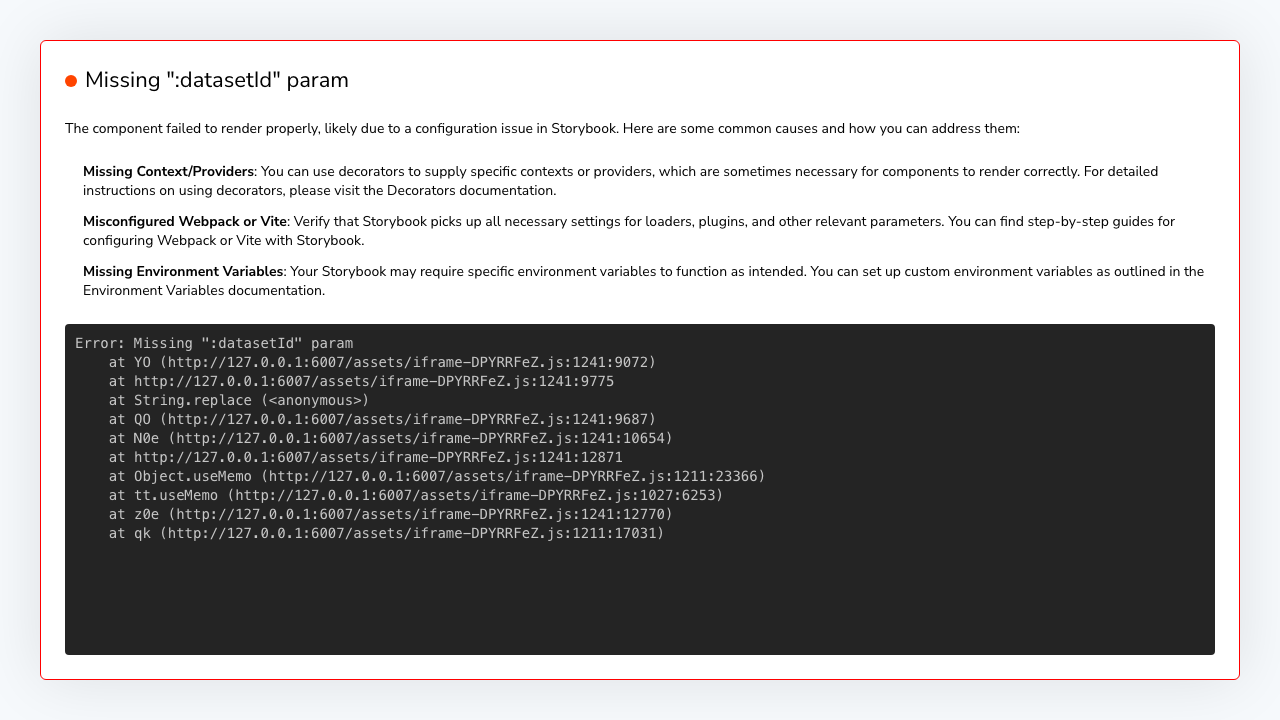 Missing ":datasetId" param
The component failed to render properly, likely due to a configuration issue in Storybook. Here are some common causes and how you can address them:
Missing Context/Providers: You can use decorators to supply specific contexts or providers, which are sometimes necessary for components to render correctly. For detailed
instructions on using decorators, please visit the Decorators documentation.
Misconfigured Webpack or Vite: Verify that Storybook picks up all necessary settings for loaders, plugins, and other relevant parameters. You can find step-by-step guides for
configuring Webpack or Vite with Storybook.
Missing Environment Variables: Your Storybook may require specific environment variables to function as intended. You can set up custom environment variables as outlined in the
Environment Variables documentation.
Error: Missing ":datasetId" param
at YO (http://127.0.0.1:6007/assets/iframe-DPYRRFeZ.js:1241:9072)
at http://127.0.0.1:6007/assets/iframe-DPYRRFeZ.js:1241:9775
at String.replace (<anonymous>)
at QO (http://127.0.0.1:6007/assets/iframe-DPYRRFeZ.js:1241:9687)
at N0e (http://127.0.0.1:6007/assets/iframe-DPYRRFeZ.js:1241:10654)
at http://127.0.0.1:6007/assets/iframe-DPYRRFeZ.js:1241:12871
at Object.useMemo (http://127.0.0.1:6007/assets/iframe-DPYRRFeZ.js:1211:23366)
at tt.useMemo (http://127.0.0.1:6007/assets/iframe-DPYRRFeZ.js:1027:6253)
at z0e (http://127.0.0.1:6007/assets/iframe-DPYRRFeZ.js:1241:12770)
at qk (http://127.0.0.1:6007/assets/iframe-DPYRRFeZ.js:1211:17031)